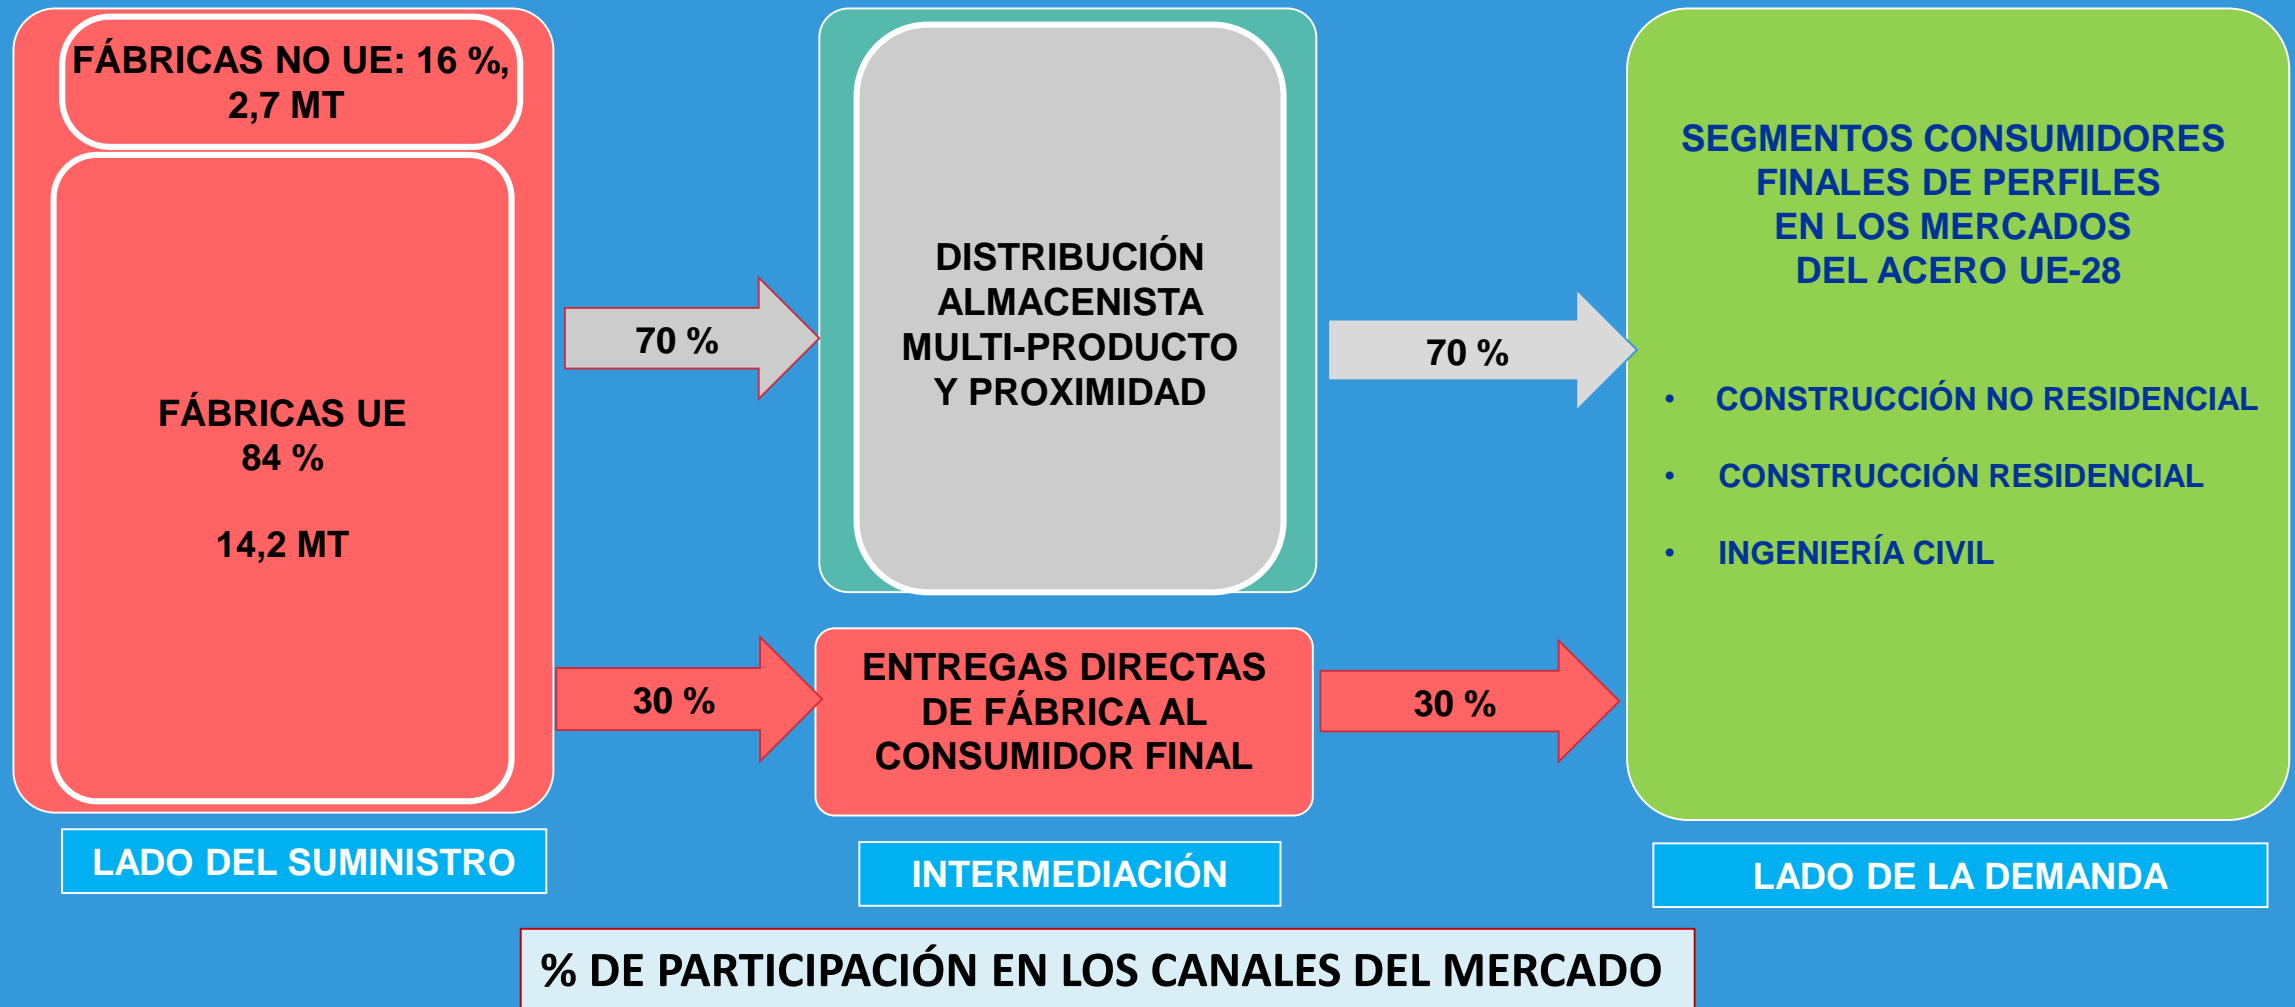 FÁBRICAS NO UE: 16 %,
2,7 MT
FÁBRICAS UE
84 %
14,2 MT
LADO DEL SUMINISTRO
70 %
30 %
DISTRIBUCIÓN
ALMACENISTA
MULTI-PRODUCTO
Y PROXIMIDAD
ENTREGAS DIRECTAS
DE FÁBRICA AL
CONSUMIDOR FINAL
INTERMEDIACIÓN
70 %
30 %
SEGMENTOS CONSUMIDORES
FINALES DE PERFILES
EN LOS MERCADOS
DEL ACERO UE-28
• CONSTRUCCIÓN NO RESIDENCIAL
• CONSTRUCCIÓN RESIDENCIAL
• INGENIERÍA CIVIL
LADO DE LA DEMANDA
% DE PARTICIPACIÓN EN LOS CANALES DEL MERCADO